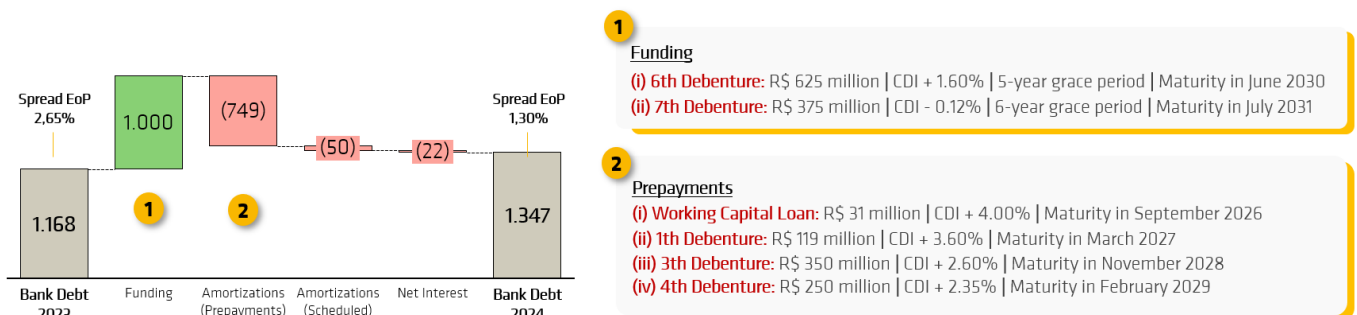 Spread EoP
2,65%
1.168
1.000
(749)
(50)
(22)
Spread EoP
1,30%
1.347
1
2
Bank Debt
2023
Funding
Amortizations
(Prepayments)
Amortizations
(Scheduled)
Net Interest
Bank Debt
2024
1
Funding
(i) 6th Debenture: R$ 625 million | CDI + 1.60% | 5-year grace period | Maturity in June 2030
(ii) 7th Debenture: R$ 375 million | CDI - 0.12% | 6-year grace period | Maturity in July 2031
2
Prepayments
(i) Working Capital Loan: R$ 31 million | CDI + 4.00% | Maturity in September 2026
(ii) 1th Debenture: R$ 119 million | CDI + 3.60% | Maturity in March 2027
(iii) 3th Debenture: R$ 350 million | CDI + 2.60% | Maturity in November 2028
(iv) 4th Debenture: R$ 250 million | CDI + 2.35% | Maturity in February 2029